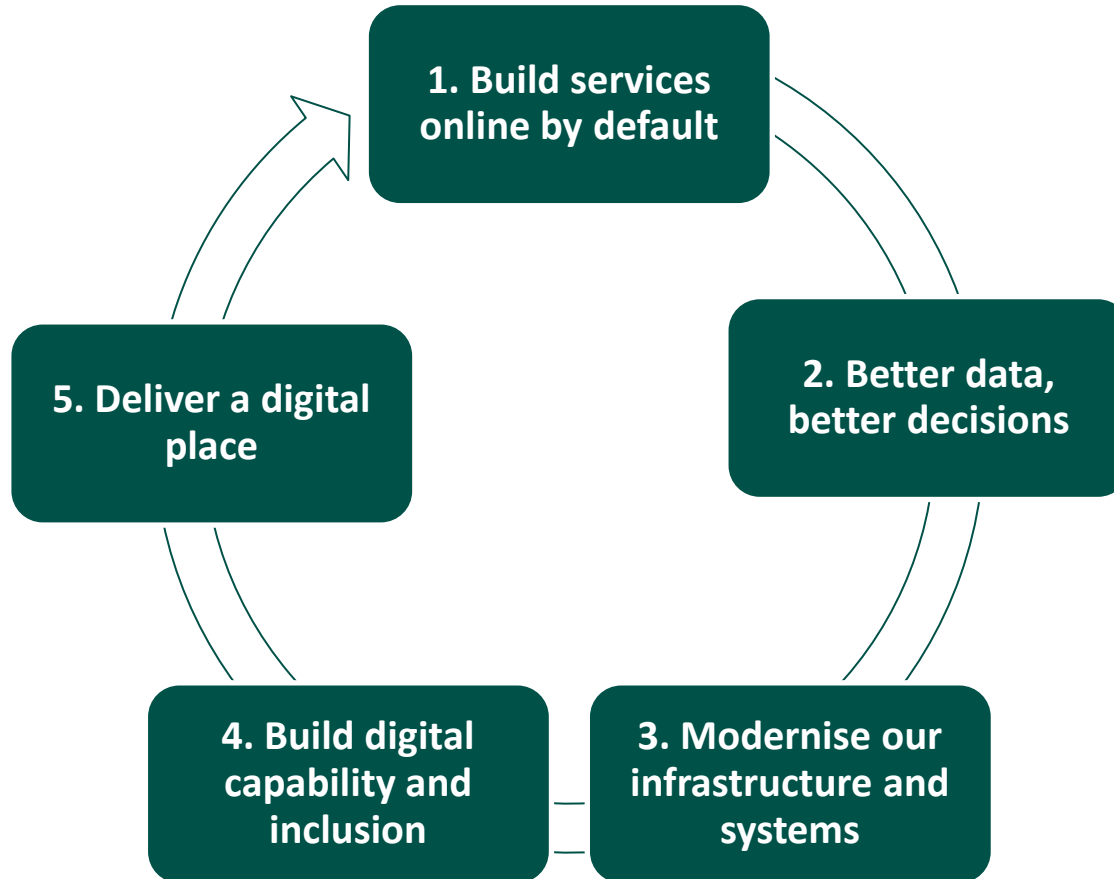 1. Build services
online by default
2. Better data,
better decisions
3. Modernise our
infrastructure and
systems
4. Build digital
capability and
inclusion
5. Deliver a digital
place